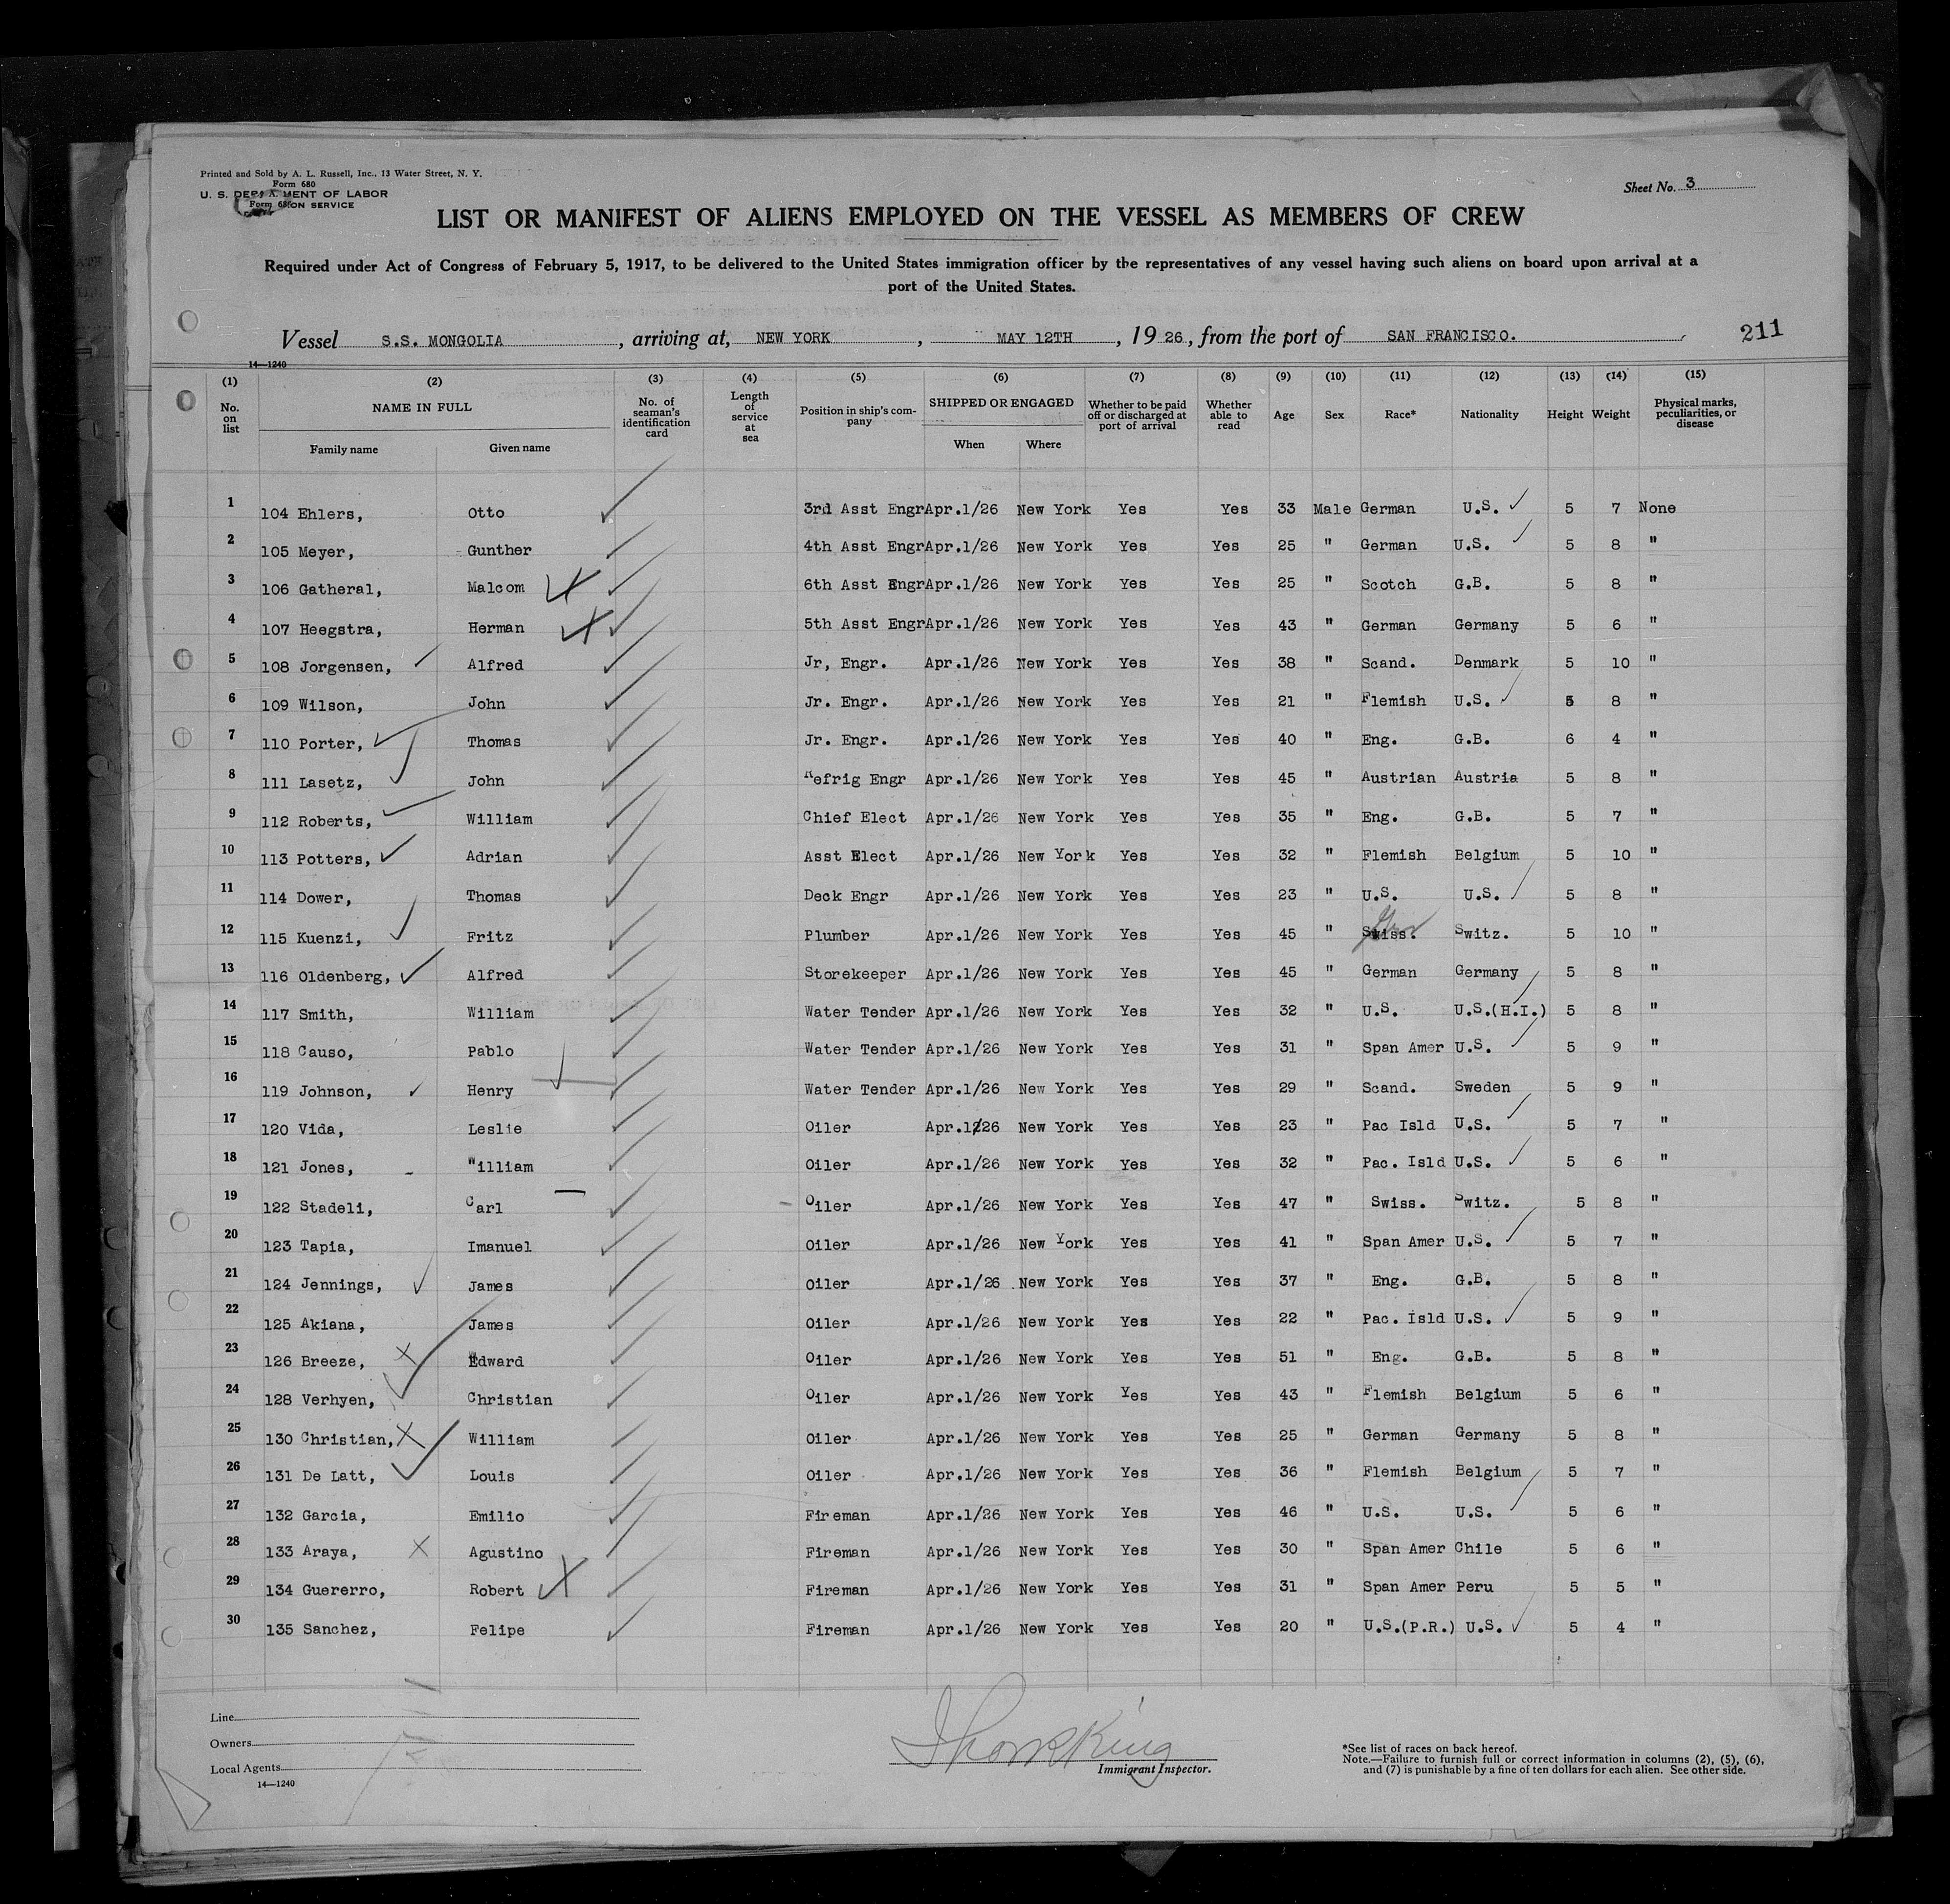 Printed and Sold by A. L. Russell, Inc., 13 Water Street, N. Y.
Form 680
U. S. DEPARTMENT OF LABOR
Form 680 ON SERVICE
Sheet No. 3
LIST OR MANIFEST OF ALIENS EMPLOYED ON THE VESSEL AS MEMBERS OF CREW
Required under Act of Congress of February 5, 1917, to be delivered to the United States immigration officer by the representatives of any vessel having such aliens on board upon arrival at a
port of the United States.
Vessel S.S. MONGOLIA, arriving at, NEW YORK, MAY 12TH, 19 26, from the port of SAN FRANCISCO. 211
14—1240
(1) (2) (3) (4) (5) (6) (7) (8) (9) (10) (11) (12) (13) (14) (15)
No. on list NAME IN FULL Family name Given name No. of seaman's identification card Length of service at sea Position in ship's company SHIPPED OR ENGAGED When Where Whether to be paid off or discharged at port of arrival Whether able to read Age Sex Race* Nationality Height Weight Physical marks, peculiarities, or disease
1 104 Ehlers, Otto 3rd Asst Engr Apr.1/26 New York Yes Yes 33 Male German U.S. 5 7 None
2 105 Meyer, Gunther 4th Asst Engr Apr.1/26 New York Yes Yes 25 " German U.S. 5 8 "
3 106 Gatheral, Malcom 6th Asst Engr Apr.1/26 New York Yes Yes 25 " Scotch G.B. 5 8 "
4 107 Heegstra, Herman 5th Asst Engr Apr.1/26 New York Yes Yes 43 " German Germany 5 6 "
5 108 Jorgensen, Alfred Jr, Engr. Apr.1/26 New York Yes Yes 38 " Scand. Denmark 5 10 "
6 109 Wilson, John Jr. Engr. Apr.1/26 New York Yes Yes 21 " Flemish U.S. 5 8 "
7 110 Porter, Thomas Jr. Engr. Apr.1/26 New York Yes Yes 40 " Eng. G.B. 6 4 "
8 111 Lasetz, John Refrig Engr Apr.1/26 New York Yes Yes 45 " Austrian Austria 5 8 "
9 112 Roberts, William Chief Elect Apr.1/26 New York Yes Yes 35 " Eng. G.B. 5 7 "
10 113 Potters, Adrian Asst Elect Apr.1/26 New York Yes Yes 32 " Flemish Belgium 5 10 "
11 114 Dower, Thomas Deck Engr Apr.1/26 New York Yes Yes 23 " U.S. U.S. 5 8 "
12 115 Kuenzi, Fritz Plumber Apr.1/26 New York Yes Yes 45 " Swiss. Switz. 5 10 "
13 116 Oldenberg, Alfred Storekeeper Apr.1/26 New York Yes Yes 45 " German Germany 5 8 "
14 117 Smith, William Water Tender Apr.1/26 New York Yes Yes 32 " U.S. U.S.(H.I.) 5 8 "
15 118 Causo, Pablo Water Tender Apr.1/26 New York Yes Yes 31 " Span Amer U.S. 5 9 "
16 119 Johnson, Henry Water Tender Apr.1/26 New York Yes Yes 29 " Scand. Sweden 5 9 "
17 120 Vida, Leslie Oiler Apr.1/26 New York Yes Yes 23 " Pac Isld U.S. 5 7 "
18 121 Jones, William Oiler Apr.1/26 New York Yes Yes 32 " Pac. Isld U.S. 5 6 "
19 122 Stadeli, Carl Oiler Apr.1/26 New York Yes Yes 47 " Swiss. Switz. 5 8 "
20 123 Tapia, Imanuel Oiler Apr.1/26 New York Yes Yes 41 " Span Amer U.S. 5 7 "
21 124 Jennings, James Oiler Apr.1/26 New York Yes Yes 37 " Eng. G.B. 5 8 "
22 125 Akiana, James Oiler Apr.1/26 New York Yes Yes 22 " Pac. Isld U.S. 5 9 "
23 126 Breeze, Edward Oiler Apr.1/26 New York Yes Yes 51 " Eng. G.B. 5 8 "
24 128 Verhyen, Christian Oiler Apr.1/26 New York Yes Yes 43 " Flemish Belgium 5 6 "
25 130 Christian, William Oiler Apr.1/26 New York Yes Yes 25 " German Germany 5 8 "
26 131 De Latt, Louis Oiler Apr.1/26 New York Yes Yes 36 " Flemish Belgium 5 7 "
27 132 Garcia, Emilio Fireman Apr.1/26 New York Yes Yes 46 " U.S. U.S. 5 6 "
28 133 Araya, Agustino Fireman Apr.1/26 New York Yes Yes 30 " Span Amer Chile 5 6 "
29 134 Guererro, Robert Fireman Apr.1/26 New York Yes Yes 31 " Span Amer Peru 5 5 "
30 135 Sanchez, Felipe Fireman Apr.1/26 New York Yes Yes 20 " U.S.(P.R.) U.S. 5 4 "
Line
Owners
Local Agents
14—1240
Immigrant Inspector.
*See list of races on back hereof.
Note.—Failure to furnish full or correct information in columns (2), (5), (6),
and (7) is punishable by a fine of ten dollars for each alien. See other side.